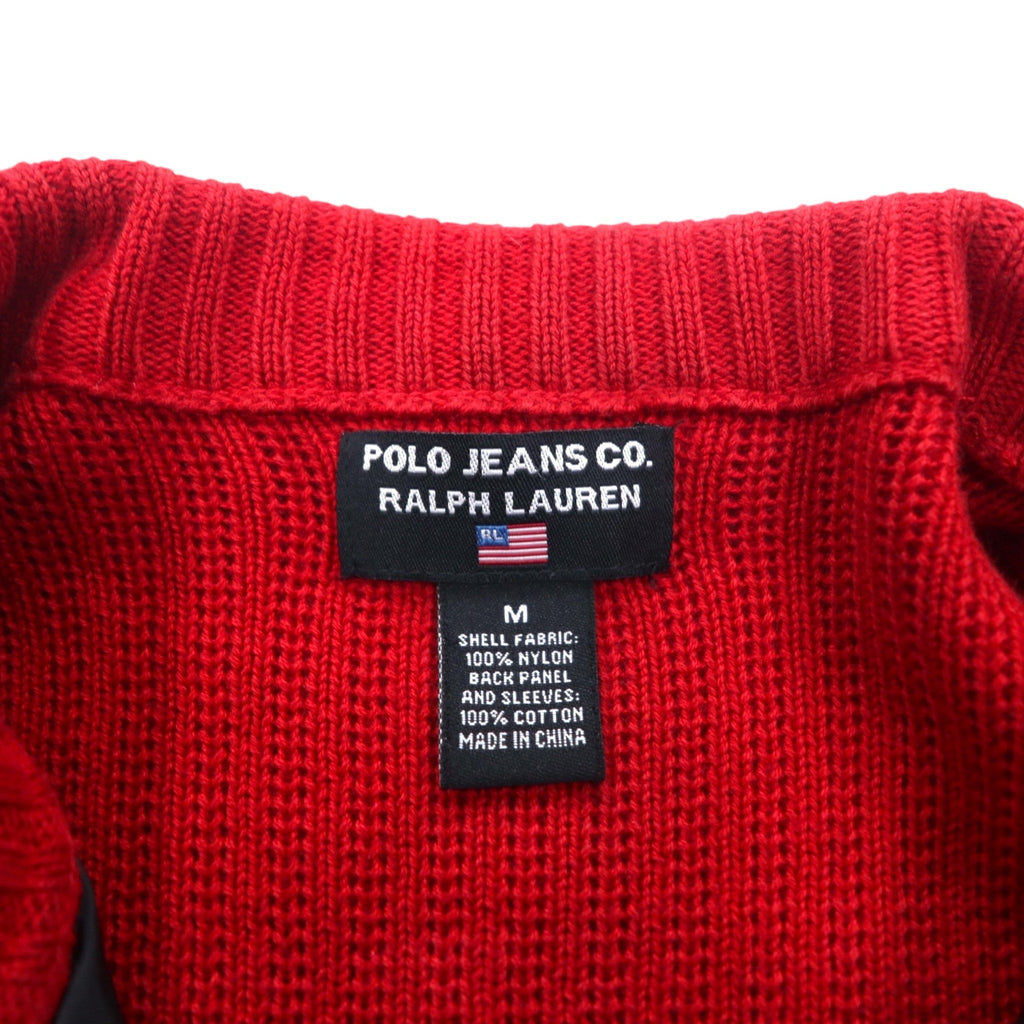 POLO JEANS CO.
RALPH LAUREN
RL
M
SHELL FABRIC:
100% NYLON
BACK PANEL
AND SLEEVES:
100% COTTON
MADE IN CHINA